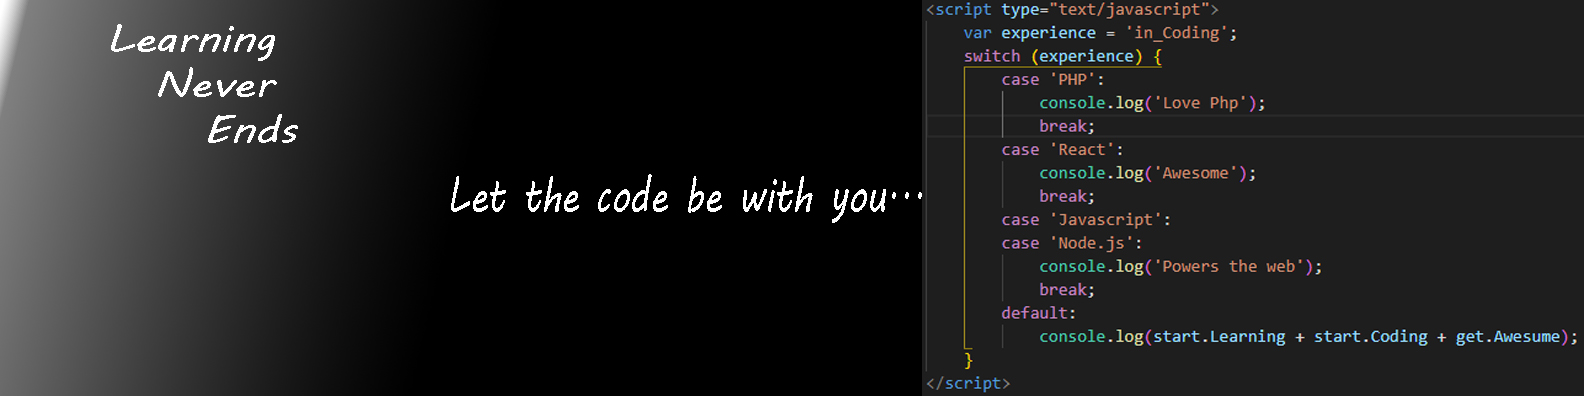 Learning
Never
Ends
Let the code be with you...
<script type="text/javascript">
var experience = 'in_Coding';
switch (experience) {
case 'PHP':
console.log('Love Php');
break;
case 'React':
console.log('Awesome');
break;
case 'Javascript':
case 'Node.js':
console.log('Powers the web');
break;
default:
console.log(start.Learning + start.Coding + get.Awesume);
}
</script>